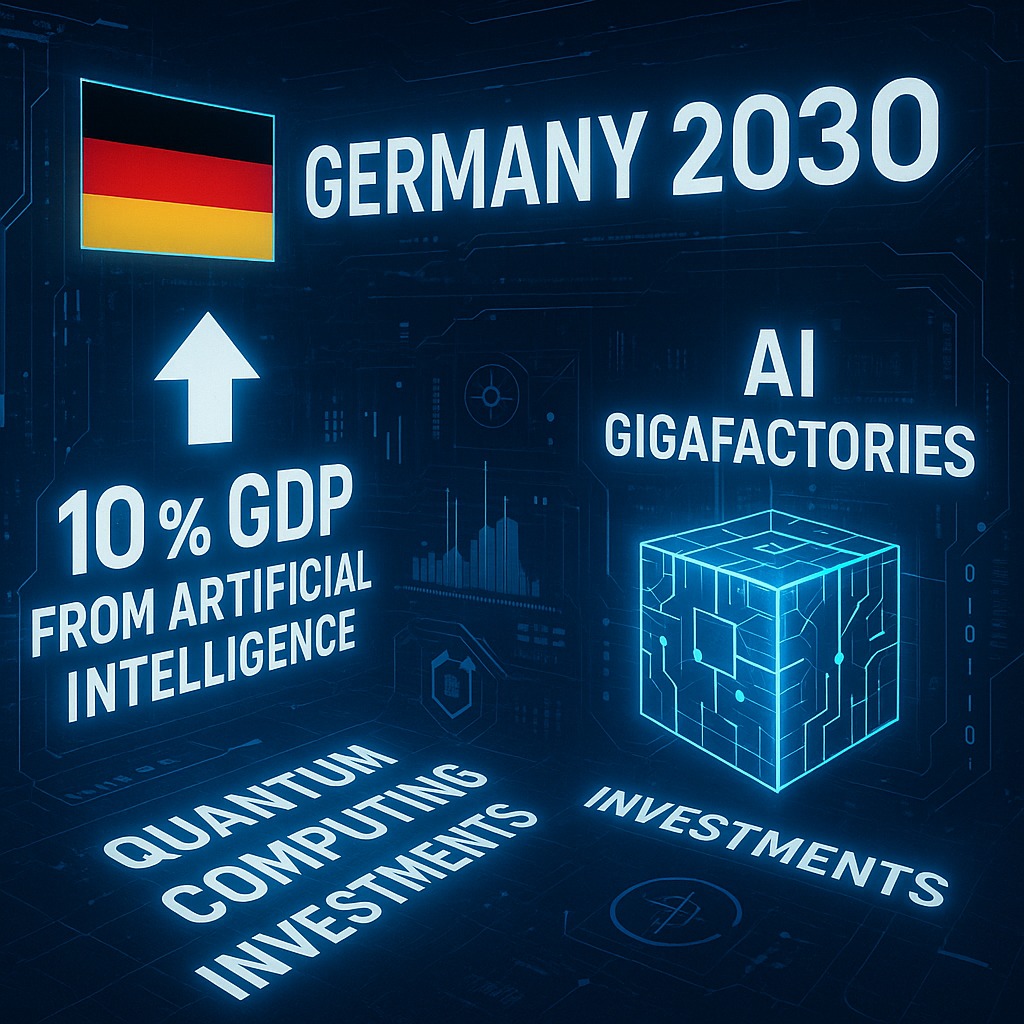 GERMANY 2030
10% GDP
FROM ARTIFICIAL
INTELLIGENCE
AI
GIGAFACTORIES
QUANTUM
COMPUTING
INVESTMENTS
INVESTMENTS